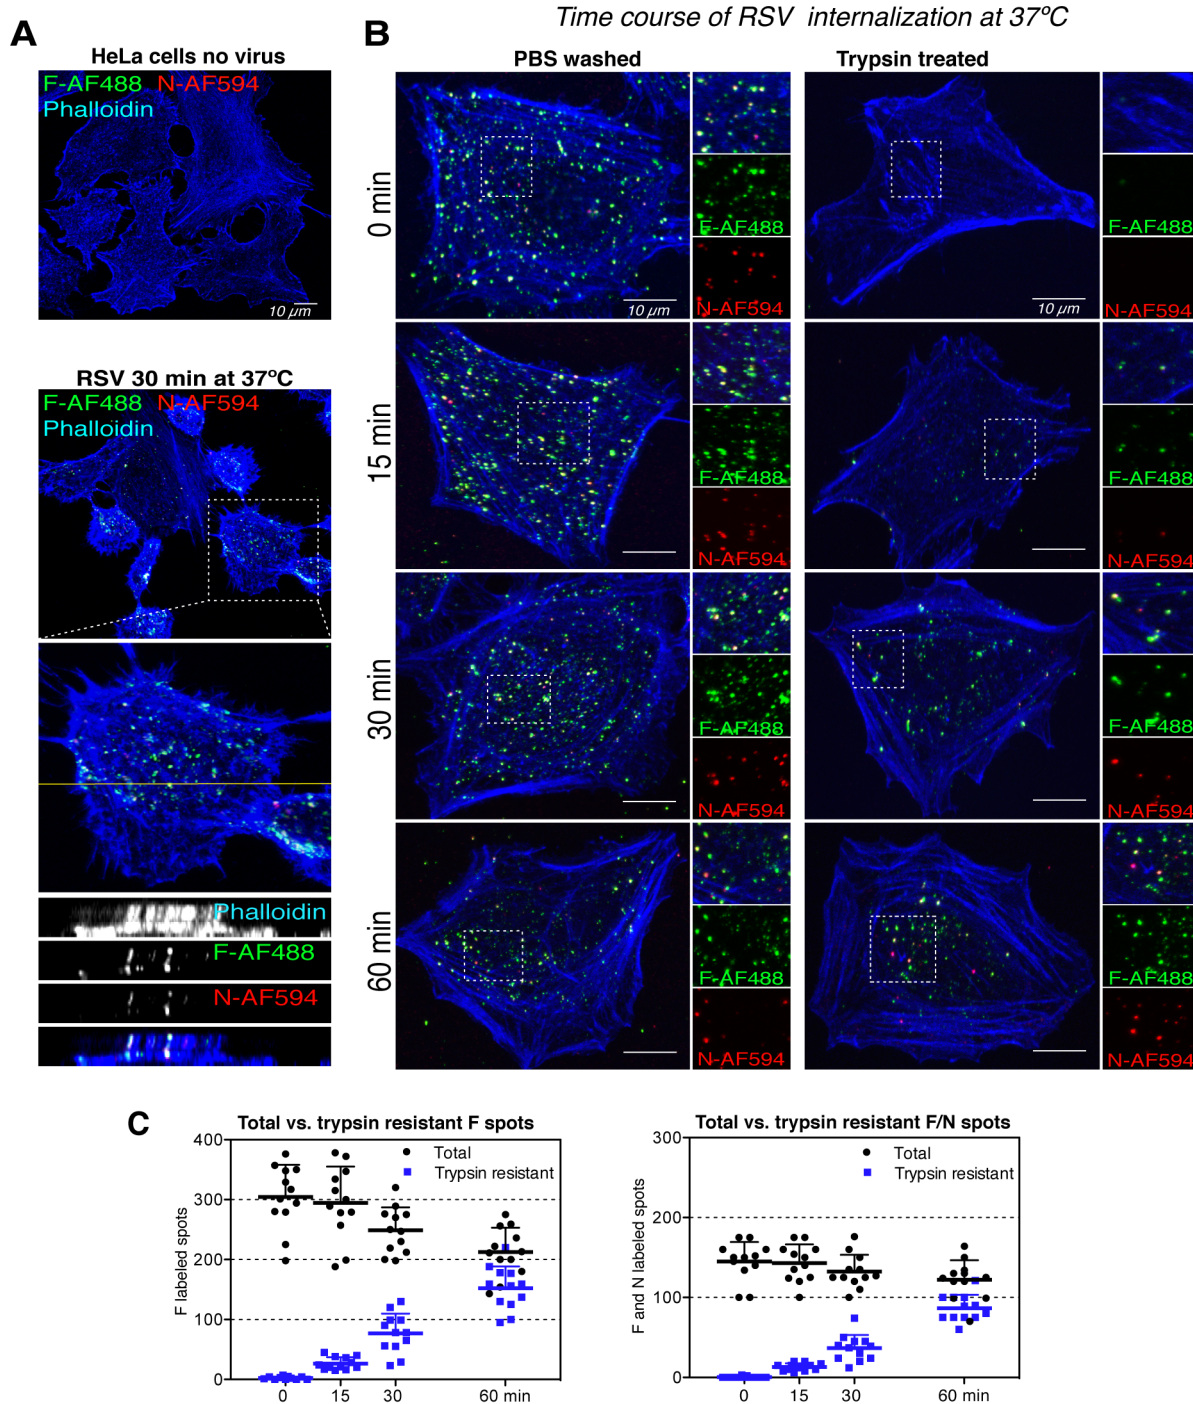 A
HeLa cells no virus
F-AF488 N-AF594
Phalloidin
10 µm
RSV 30 min at 37ºC
F-AF488 N-AF594
Phalloidin
Phalloidin
F-AF488
N-AF594
Time course of RSV internalization at 37ºC
B
PBS washed
Trypsin treated
0 min
10 µm
F-AF488
N-AF594
10 µm
F-AF488
N-AF594
15 min
F-AF488
N-AF594
F-AF488
N-AF594
30 min
F-AF488
N-AF594
F-AF488
N-AF594
60 min
F-AF488
N-AF594
F-AF488
N-AF594
C
Total vs. trypsin resistant F spots
F labeled spots
400
300
200
100
0
Total
Trypsin resistant
0 15 30 60 min
Total vs. trypsin resistant F/N spots
F and N labeled spots
300
200
100
0
Total
Trypsin resistant
0 15 30 60 min